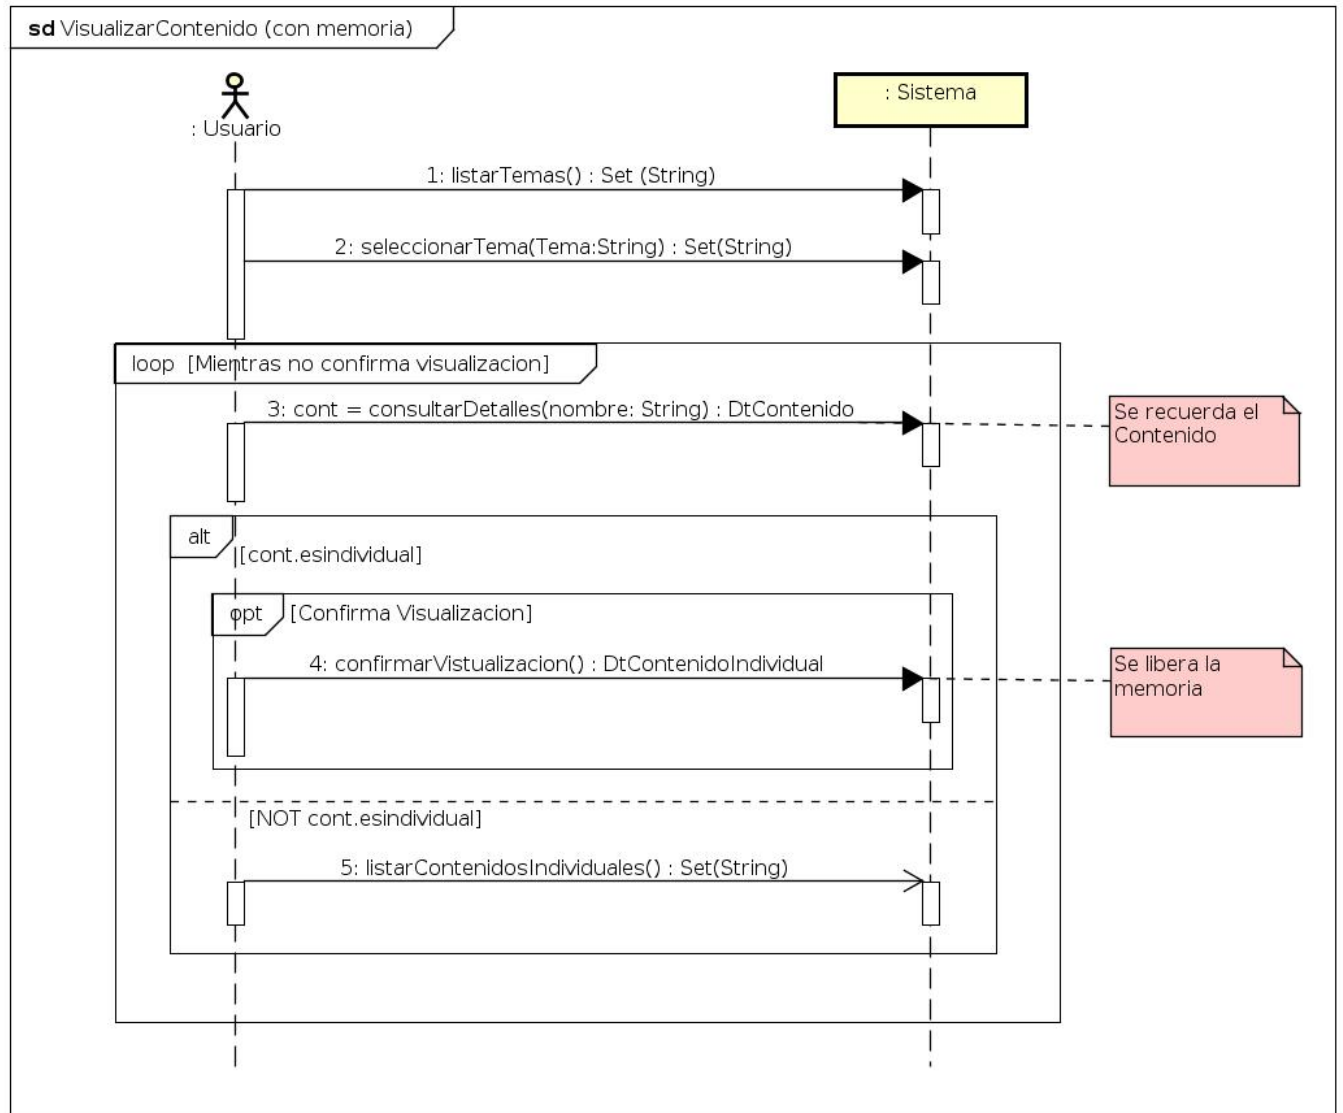 sd VisualizarContenido (con memoria)
: Usuario
: Sistema
1: listarTemas() : Set (String)
2: seleccionarTema(Tema:String) : Set(String)
loop [Mientras no confirma visualizacion]
3: cont = consultarDetalles(nombre: String) : DtContenido
Se recuerda el
Contenido
alt
[cont.esindividual]
opt [Confirma Visualizacion]
4: confirmarVistualizacion() : DtContenidoIndividual
Se libera la
memoria
[NOT cont.esindividual]
5: listarContenidosIndividuales() : Set(String)